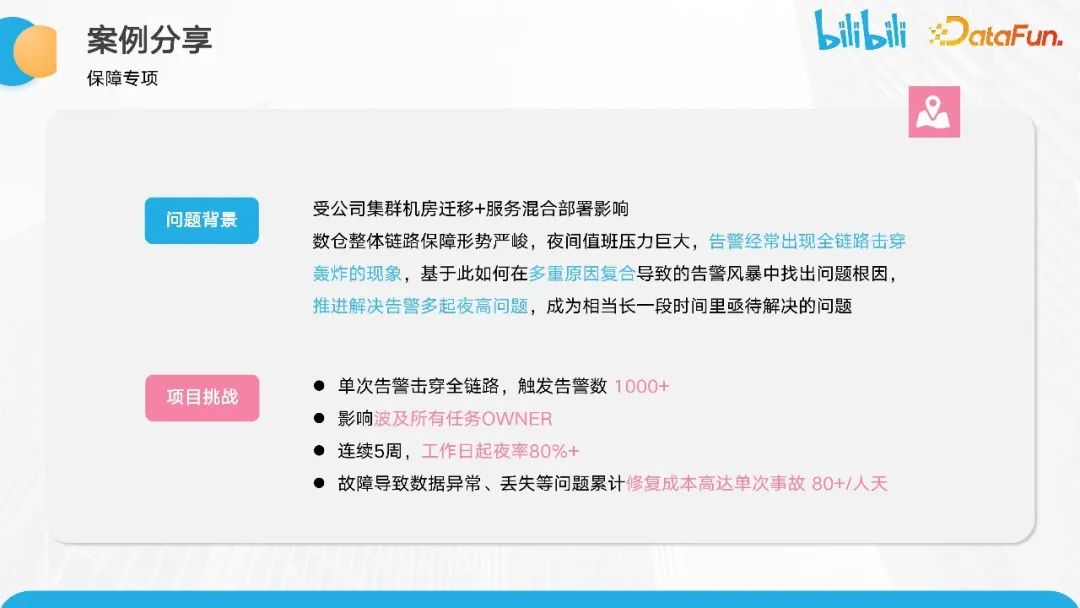 案例分享
保障专项
bilibili
DataFun.
问题背景
受公司集群机房迁移+服务混合部署影响
数仓整体链路保障形势严峻，夜间值班压力巨大，告警经常出现全链路击穿
轰炸的现象，基于此如何在多重原因复合导致的告警风暴中找出问题根因，
推进解决告警多起夜高问题，成为相当长一段时间里亟待解决的问题
项目挑战
● 单次告警击穿全链路，触发告警数 1000+
● 影响波及所有任务OWNER
● 连续5周，工作日起夜率80%+
● 故障导致数据异常、丢失等问题累计修复成本高达单次事故 80+/人天